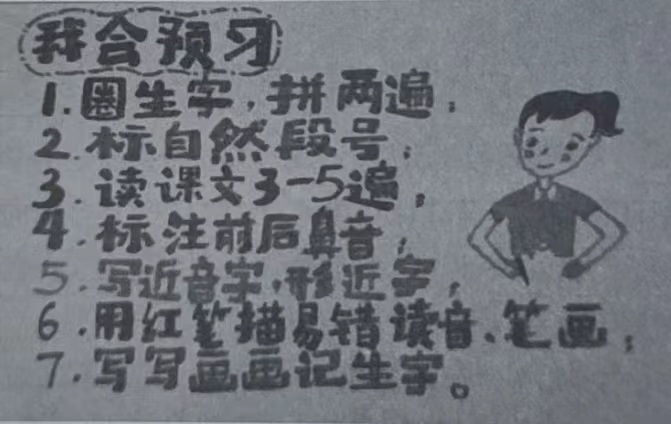 我会预习
1.圈生字，拼两遍；
2.标自然段号；
3.读课文3-5遍；
4.标注前后鼻音；
5.写近音字，形近字；
6.用红笔描易错读音、笔画；
7.写写画画记生字。